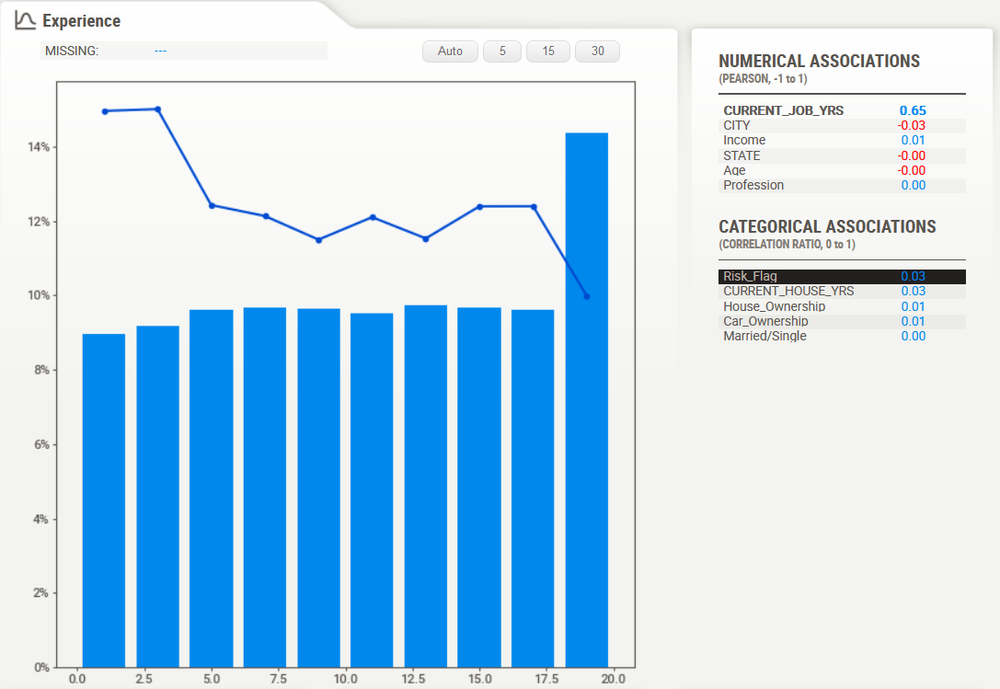 Experience
MISSING: ---
Auto 5 15 30
14%
12%
10%
8%
6%
4%
2%
0%
0.0 2.5 5.0 7.5 10.0 12.5 15.0 17.5 20.0
NUMERICAL ASSOCIATIONS
(PEARSON, -1 to 1)
CURRENT_JOB_YRS 0.65
CITY -0.03
Income 0.01
STATE -0.00
Age -0.00
Profession 0.00
CATEGORICAL ASSOCIATIONS
(CORRELATION RATIO, 0 to 1)
Risk_Flag 0.03
CURRENT_HOUSE_YRS 0.03
House_Ownership 0.01
Car_Ownership 0.01
Married/Single 0.00